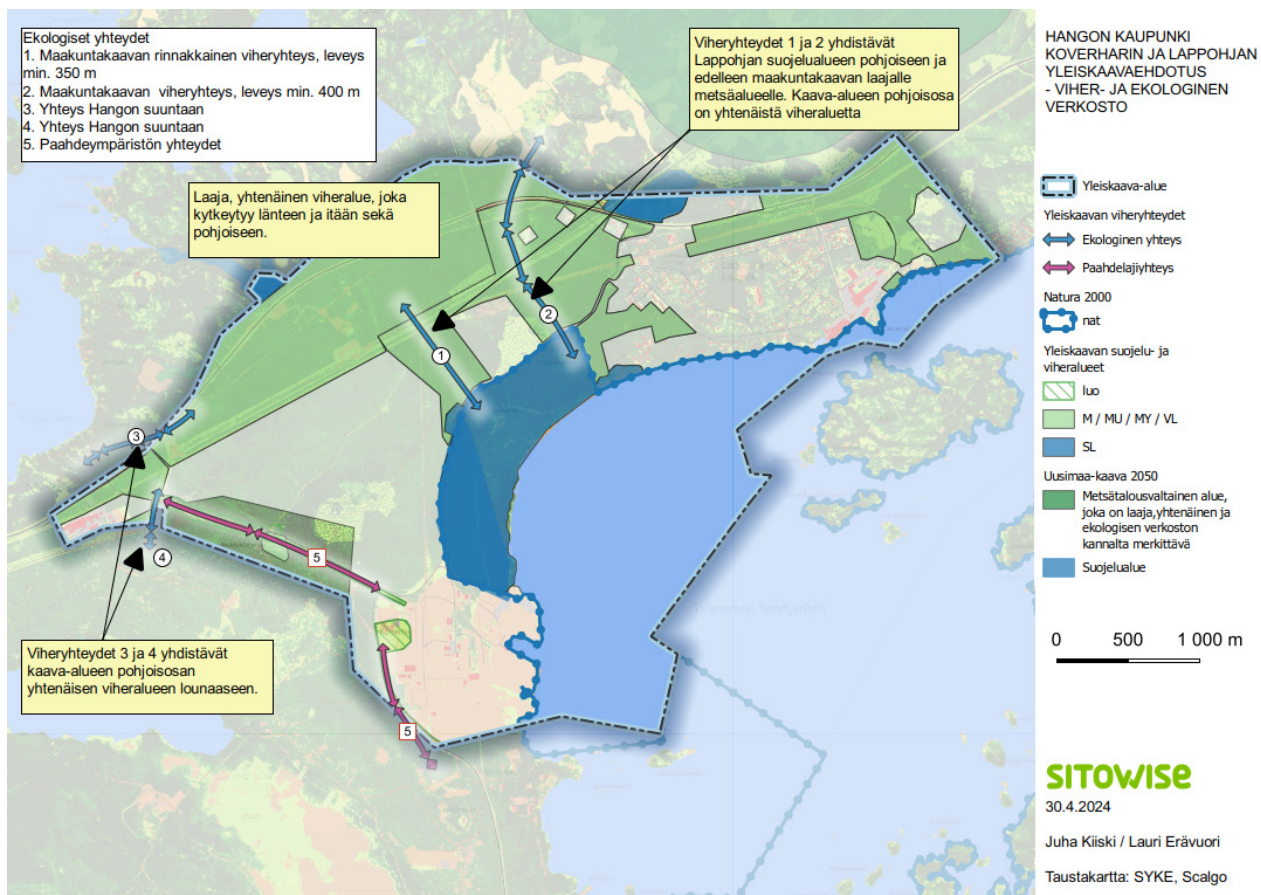 Ekologiset yhteydet
1. Maakuntakaavan rinnakkainen viheryhteys, leveys
min. 350 m
2. Maakuntakaavan viheryhteys, leveys min. 400 m
3. Yhteys Hangon suuntaan
4. Yhteys Hangon suuntaan
5. Paahdeympäristön yhteydet
Viheryhteydet 1 ja 2 yhdistävät
Lappohjan suojelualueen pohjoiseen ja
edelleen maakuntakaavan laajalle
metsäalueelle. Kaava-alueen pohjoisosa
on yhtenäistä viheraluetta
Laaja, yhtenäinen viheralue, joka
kytkeytyy länteen ja itään sekä
pohjoiseen.
2
1
3
4
5
5
Viheryhteydet 3 ja 4 yhdistävät
kaava-alueen pohjoisosan
yhtenäisen viheralueen lounaaseen.
HANGON KAUPUNKI
KOVERHARIN JA LAPPOHJAN
YLEISKAAVAEHDOTUS
- VIHER- JA EKOLOGINEN
VERKOSTO
Yleiskaava-alue
Yleiskaavan viheryhteydet
Ekologinen yhteys
Paahdelajiyhteys
Natura 2000
nat
Yleiskaavan suojelu- ja
viheralueet
luo
M / MU / MY / VL
SL
Uusimaa-kaava 2050
Metsätalousvaltainen alue,
joka on laaja,yhtenäinen ja
ekologisen verkoston
kannalta merkittävä
Suojelualue
0 500 1 000 m
SITOWISE
30.4.2024
Juha Kiiski / Lauri Erävuori
Taustakartta: SYKE, Scalgo